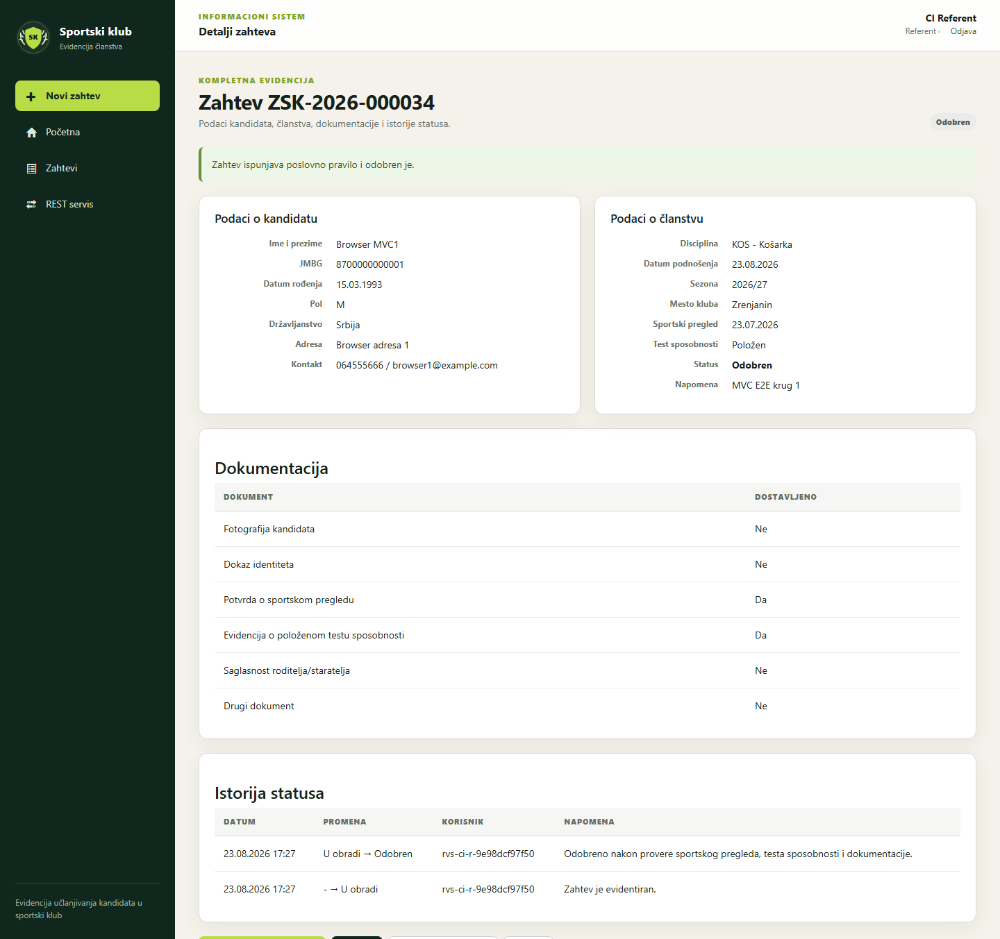 SK
Sportski klub
Evidencija članstva
Novi zahtev
Početna
Zahtevi
REST servis
Evidencija učlanjivanja kandidata u
sportski klub
INFORMACIONI SISTEM
Detalji zahteva
CI Referent
Referent · Odjava
KOMPLETNA EVIDENCIJA
Zahtev ZSK-2026-000034
Podaci kandidata, članstva, dokumentacije i istorije statusa.
Odobren
Zahtev ispunjava poslovno pravilo i odobren je.
Podaci o kandidatu
Ime i prezime Browser MVC1
JMBG 8700000000001
Datum rođenja 15.03.1993
Pol M
Državljanstvo Srbija
Adresa Browser adresa 1
Kontakt 064555666 / browser1@example.com
Podaci o članstvu
Disciplina KOS - Košarka
Datum podnošenja 23.08.2026
Sezona 2026/27
Mesto kluba Zrenjanin
Sportski pregled 23.07.2026
Test sposobnosti Položen
Status Odobren
Napomena MVC E2E krug 1
Dokumentacija
DOKUMENT DOSTAVLJENO
Fotografija kandidata Ne
Dokaz identiteta Ne
Potvrda o sportskom pregledu Da
Evidencija o položenom testu sposobnosti Da
Saglasnost roditelja/staratelja Ne
Drugi dokument Ne
Istorija statusa
DATUM PROMENA KORISNIK NAPOMENA
23.08.2026 17:27 U obradi → Odobren rvs-ci-r-9e98dcf97f50 Odobreno nakon provere sportskog pregleda, testa sposobnosti i dokumentacije.
23.08.2026 17:27 - → U obradi rvs-ci-r-9e98dcf97f50 Zahtev je evidentiran.